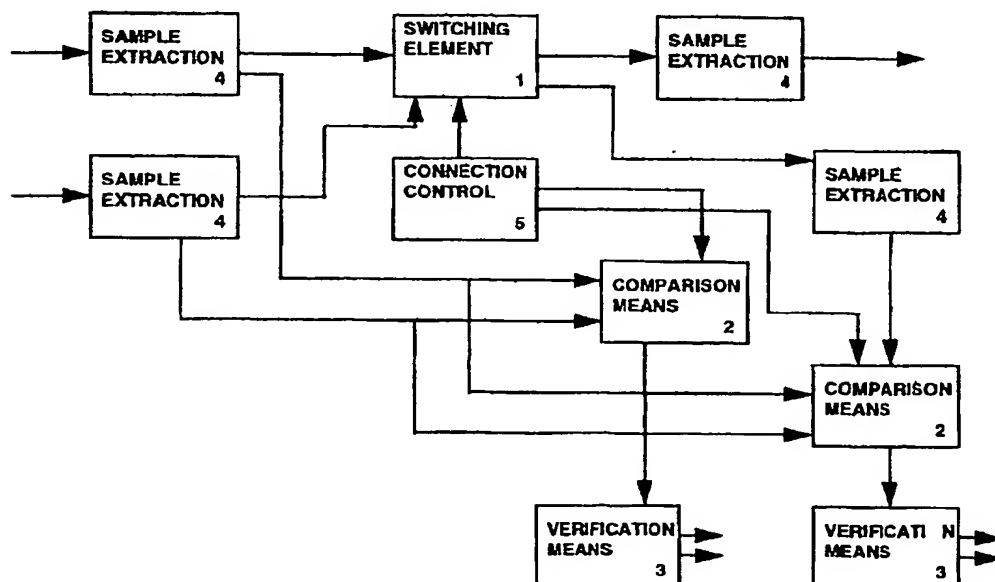 SAMPLE
EXTRACTION
4
SWITCHING
ELEMENT
1
SAMPLE
EXTRACTION
4
SAMPLE
EXTRACTION
4
CONNECTION
CONTROL
5
SAMPLE
EXTRACTION
4
COMPARISON
MEANS
2
COMPARISON
MEANS
2
VERIFICATION
MEANS
3
VERIFICATI N
MEANS
3